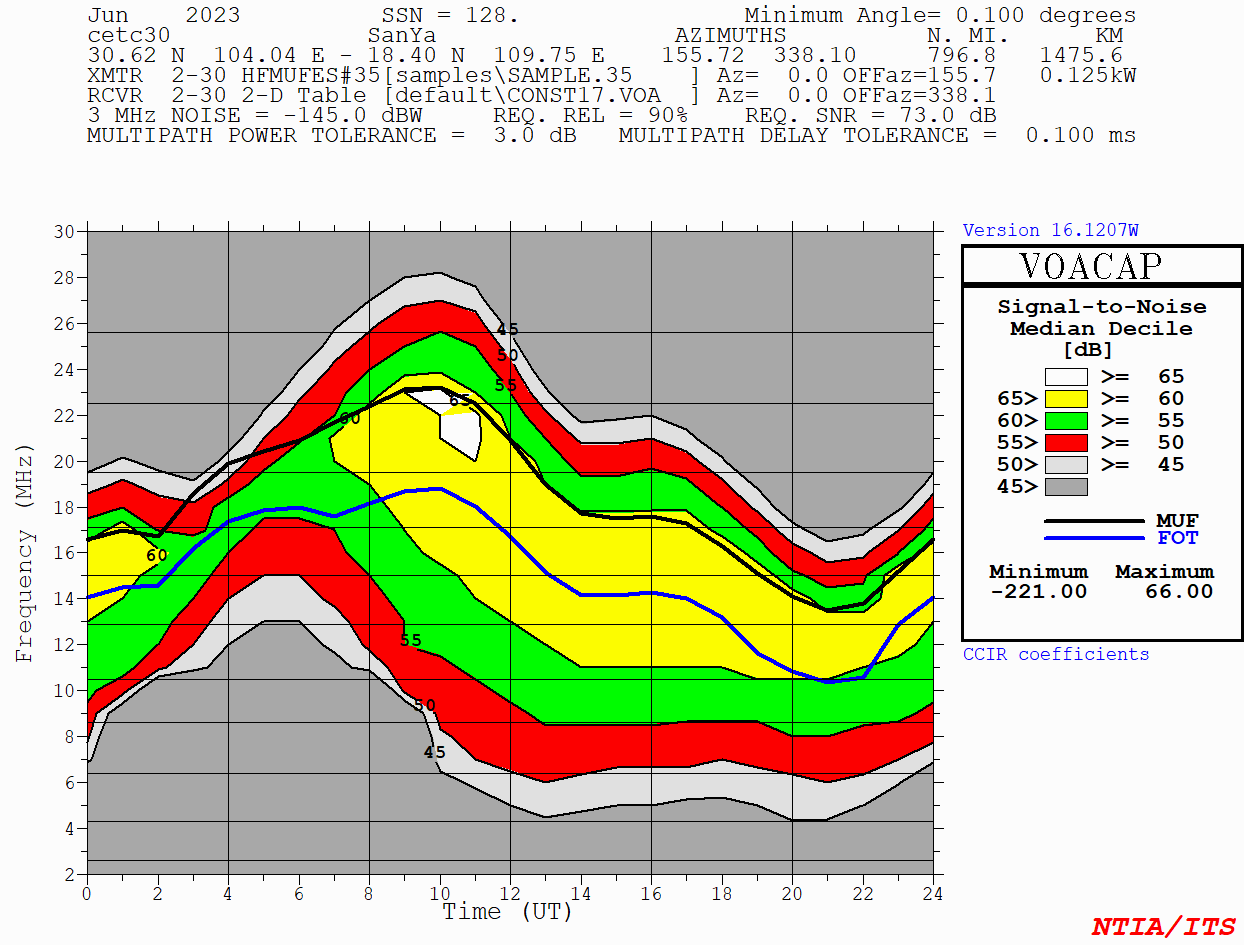 Jun    2023          SSN = 128.                Minimum Angle= 0.100 degrees
cetc30              SanYa                 AZIMUTHS          N. MI.      KM
30.62 N  104.04 E - 18.40 N  109.75 E    155.72  338.10     796.8   1475.6
XMTR  2-30 HFMUFES#35[samples\SAMPLE.35    ] Az=  0.0 OFFaz=155.7   0.125kW
RCVR  2-30 2-D Table [default\CONST17.VOA  ] Az=  0.0 OFFaz=338.1
3 MHz NOISE = -145.0 dBW     REQ. REL = 90%    REQ. SNR = 73.0 dB
MULTIPATH POWER TOLERANCE =  3.0 dB   MULTIPATH DELAY TOLERANCE =  0.100 ms
Version 16.1207W
VOACAP
Signal-to-Noise
Median Decile
[dB]
>=  65
65> >=  60
60> >=  55
55> >=  50
50> >=  45
45>
MUF
FOT
Minimum  Maximum
-221.00  66.00
CCIR coefficients
Frequency (MHz)
30
28
26
24
22
20
18
16
14
12
10
8
6
4
2
45
50
55
65
60
60
55
50
45
0 2 4 6 8 10 12 14 16 18 20 22 24
Time (UT)
NTIA/ITS